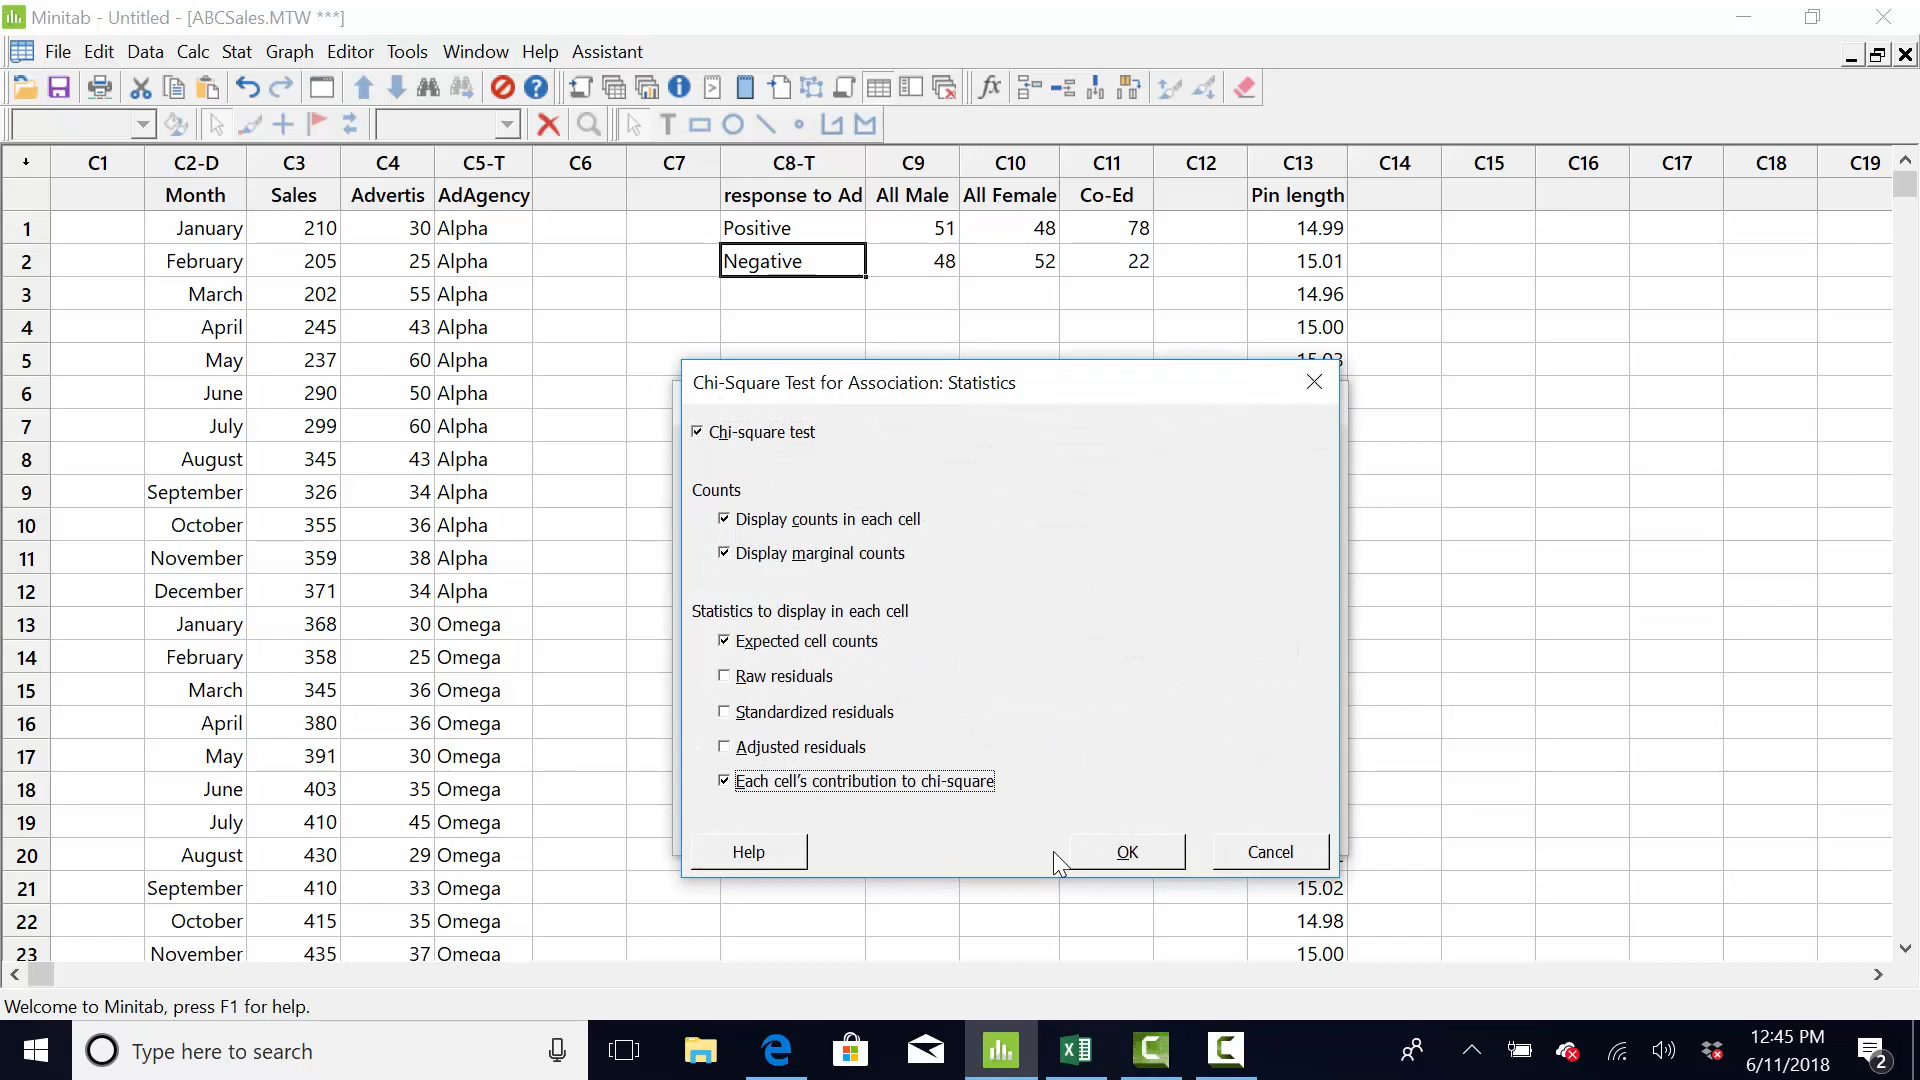 Minitab - Untitled - [ABCSales.MTW ***]
File Edit Data Calc Stat Graph Editor Tools Window Help Assistant
C1 C2-D C3 C4 C5-T C6 C7 C8-T C9 C10 C11 C12 C13 C14 C15 C16 C17 C18 C19
Month Sales Advertis AdAgency response to Ad All Male All Female Co-Ed Pin length
1 January 210 30 Alpha Positive 51 48 78 14.99
2 February 205 25 Alpha Negative 48 52 22 15.01
3 March 202 55 Alpha 14.96
4 April 245 43 Alpha 15.00
5 May 237 60 Alpha
6 June 290 50 Alpha
7 July 299 60 Alpha
8 August 345 43 Alpha
9 September 326 34 Alpha
10 October 355 36 Alpha
11 November 359 38 Alpha
12 December 371 34 Alpha
13 January 368 30 Omega
14 February 358 25 Omega
15 March 345 36 Omega
16 April 380 36 Omega
17 May 391 30 Omega
18 June 403 35 Omega
19 July 410 45 Omega
20 August 430 29 Omega
21 September 410 33 Omega 15.02
22 October 415 35 Omega 14.98
23 November 435 37 Omega 15.00
Chi-Square Test for Association: Statistics
Chi-square test
Counts
Display counts in each cell
Display marginal counts
Statistics to display in each cell
Expected cell counts
Raw residuals
Standardized residuals
Adjusted residuals
Each cell's contribution to chi-square
Help OK Cancel
Welcome to Minitab, press F1 for help.
Type here to search
12:45 PM
6/11/2018
2